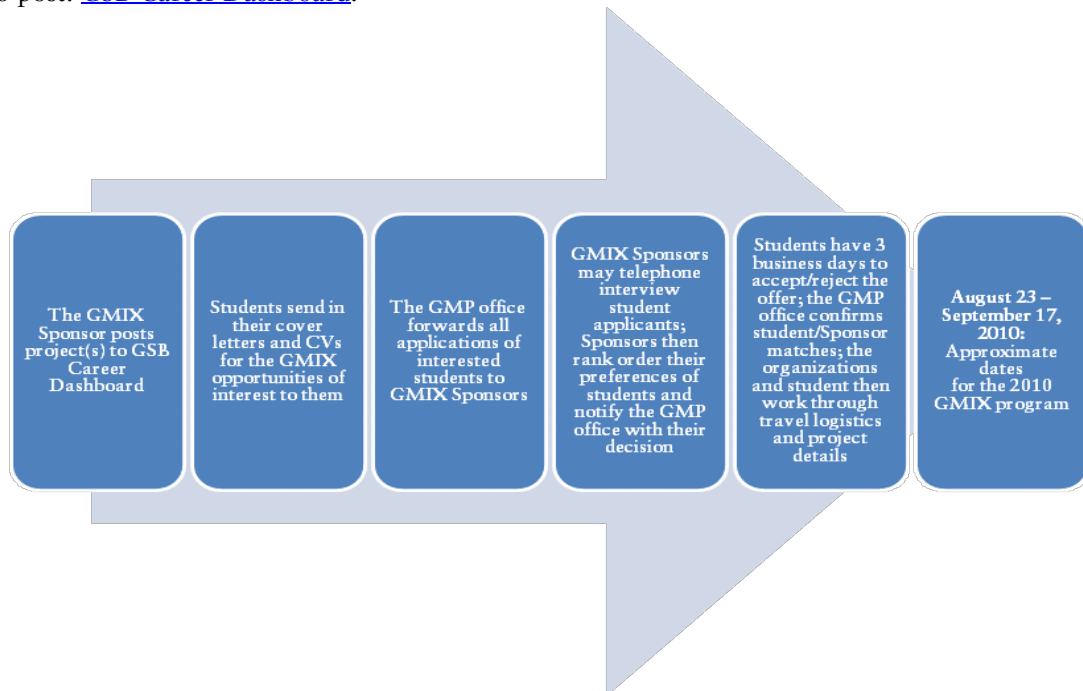 post: GSB Career Dashboard.
The GMIX
Sponsor posts
project(s) to GSB
Career
Dashboard
Students send in
their cover
letters and CVs
for the GMIX
opportunities of
interest to them
The GMP office
forwards all
applications of
interested
students to
GMIX Sponsors
GMIX Sponsors
may telephone
interview
student
applicants;
Sponsors then
rank order their
preferences of
students and
notify the GMP
office with their
decision
Students have 3
business days to
accept/reject the
offer; the GMP
office confirms
student/Sponsor
matches; the
organizations
and student then
work through
travel logistics
and project
details
August 23 –
September 17,
2010:
Approximate
dates
for the 2010
GMIX program